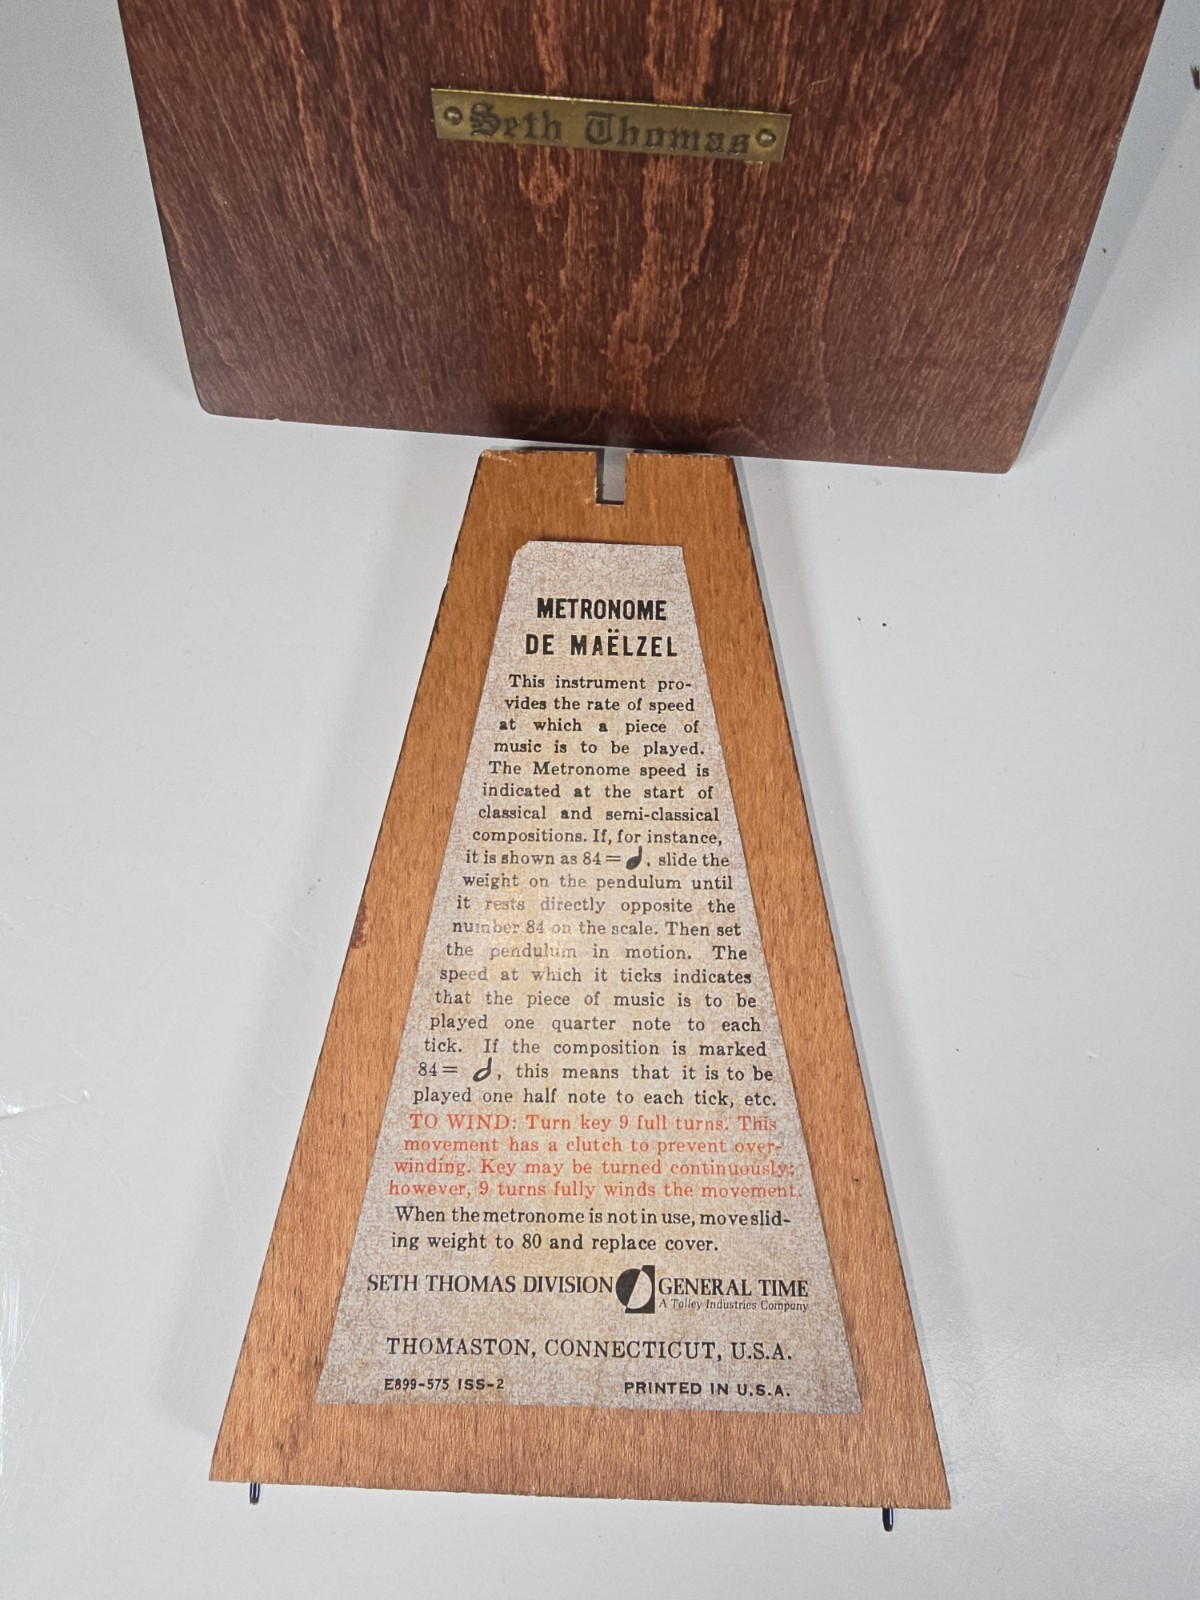 Seth Thomas
METRONOME
DE MAËLZEL
This instrument pro-
vides the rate of speed
at which a piece of
music is to be played.
The Metronome speed is
indicated at the start of
classical and semi-classical
compositions. If, for instance,
it is shown as 84=♩, slide the
weight on the pendulum until
it rests directly opposite the
number 84 on the scale. Then set
the pendulum in motion. The
speed at which it ticks indicates
that the piece of music is to be
played one quarter note to each
tick. If the composition is marked
84= 𝅗𝅥, this means that it is to be
played one half note to each tick, etc.
TO WIND: Turn key 9 full turns. This
movement has a clutch to prevent over-
winding. Key may be turned continuously;
however, 9 turns fully winds the movement.
When the metronome is not in use, move slid-
ing weight to 80 and replace cover.
SETH THOMAS DIVISION GENERAL TIME
A Talley Industries Company
THOMASTON, CONNECTICUT, U.S.A.
E899-575 ISS-2 PRINTED IN U.S.A.